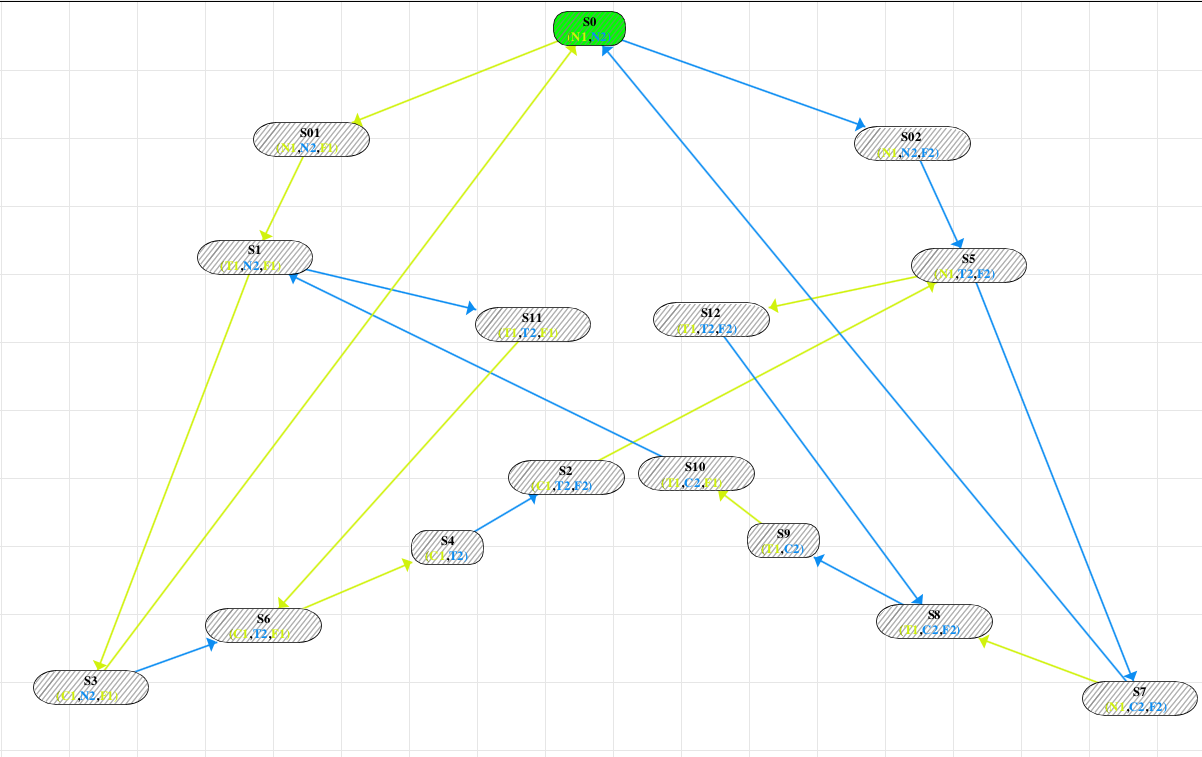 S0
(N1,N2)
S01
(N1,N2,F1)
S02
(N1,N2,F2)
S1
(T1,N2,F1)
S5
(N1,T2,F2)
S11
(T1,T2,F1)
S12
(T1,T2,F2)
S2
(C1,T2,F2)
S10
(T1,C2,F1)
S4
(C1,T2)
S9
(T1,C2)
S6
(C1,T2,F1)
S8
(T1,C2,F2)
S3
(C1,N2,F1)
S7
(N1,C2,F2)